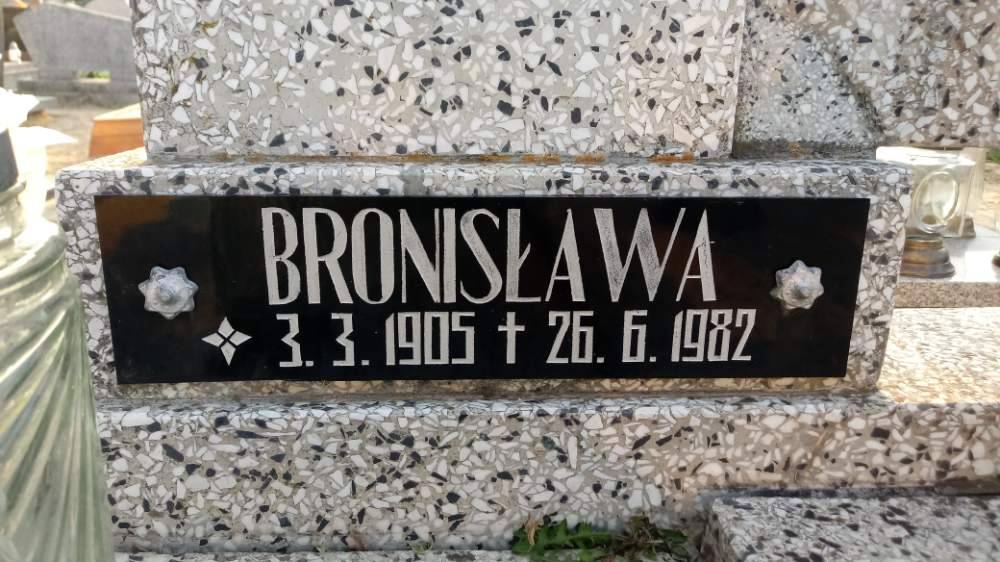 BRONISŁAWA
3. 3. 1905 † 26. 6. 1982